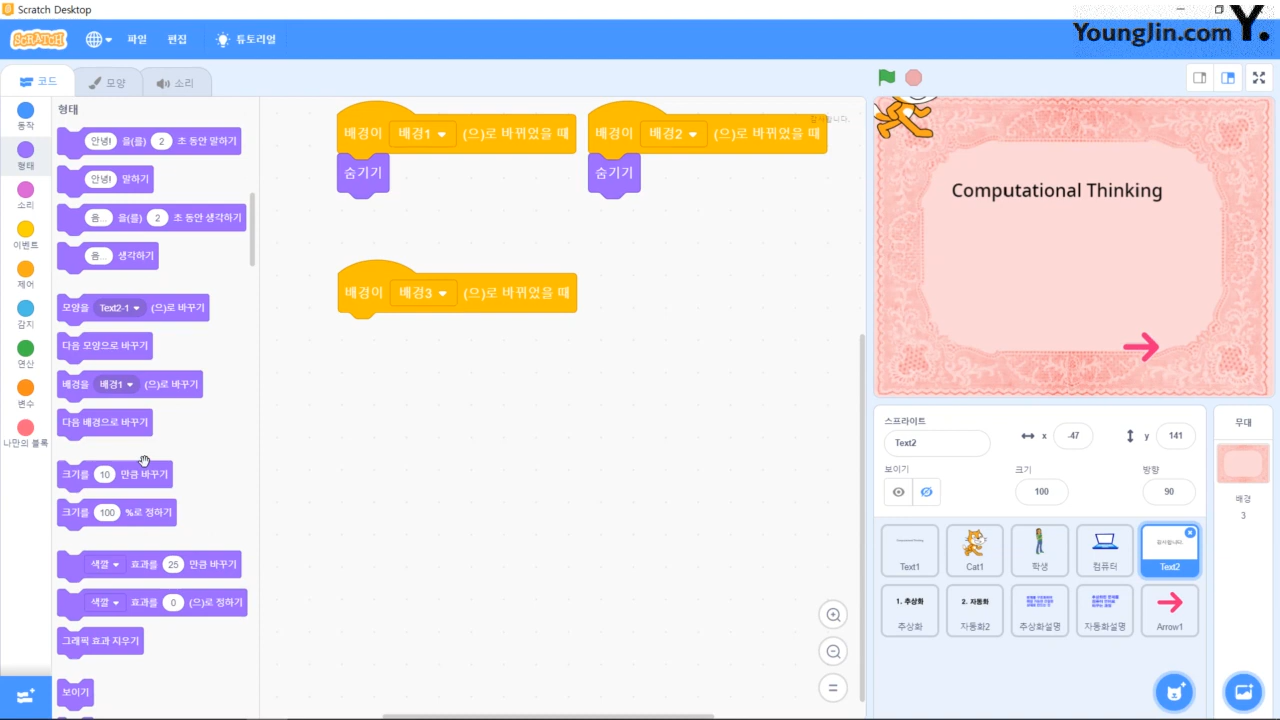 Scratch Desktop
YoungJin.com Y.
SCRATCH 파일 편집 튜토리얼
코드 모양 소리
동작
형태
소리
이벤트
제어
감지
연산
변수
나만의 블록
형태
안녕! 을(를) 2 초 동안 말하기
안녕! 말하기
음... 을(를) 2 초 동안 생각하기
음... 생각하기
모양을 Text2-1 (으)로 바꾸기
다음 모양으로 바꾸기
배경을 배경1 (으)로 바꾸기
다음 배경으로 바꾸기
크기를 10 만큼 바꾸기
크기를 100 %로 정하기
색깔 효과를 25 만큼 바꾸기
색깔 효과를 0 (으)로 정하기
그래픽 효과 지우기
보이기
배경이 배경1 (으)로 바뀌었을 때
숨기기
배경이 배경2 (으)로 바뀌었을 때
숨기기
배경이 배경3 (으)로 바뀌었을 때
감사합니다.
Computational Thinking
스프라이트
Text2
x -47
y 141
보이기
크기
100
방향
90
Text1
Cat1
학생
컴퓨터
감사합니다.
Text2
1. 추상화
추상화
2. 자동화
자동화2
추상화설명
자동화설명
Arrow1
무대
배경
3